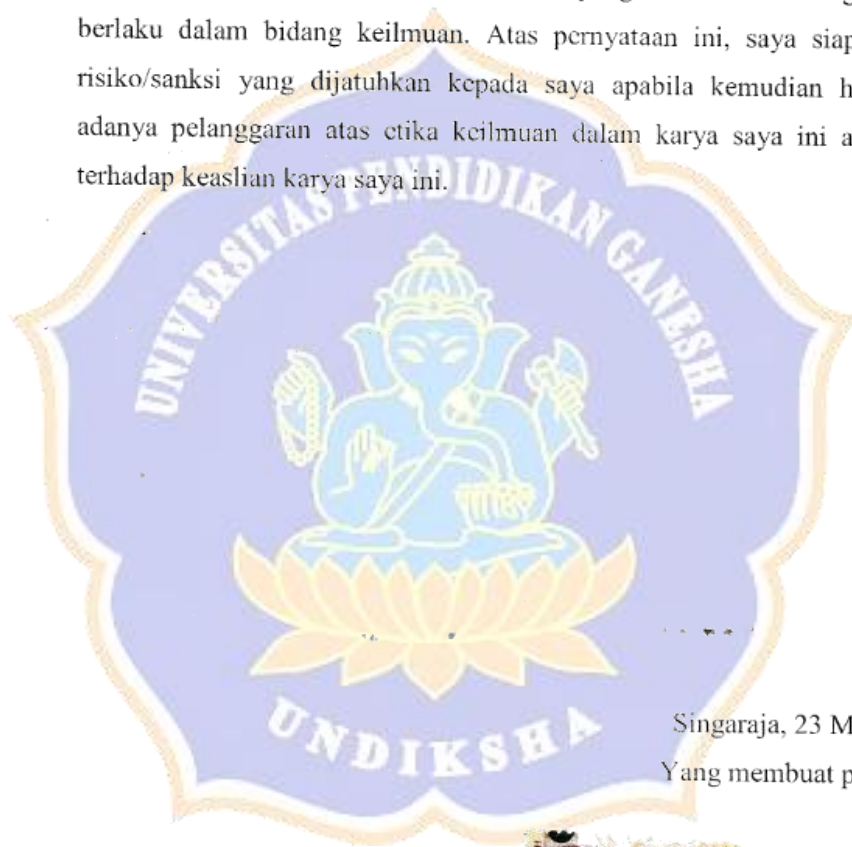 berlaku dalam bidang keilmuan. Atas pernyataan ini, saya siap
risiko/sanksi yang dijatuhkan kepada saya apabila kemudian h
adanya pelanggaran atas etika keilmuan dalam karya saya ini a
terhadap keaslian karya saya ini.
UNIVERSITAS PENDIDIKAN GANESHA
UNDIKSHA
Singaraja, 23 M
Yang membuat p